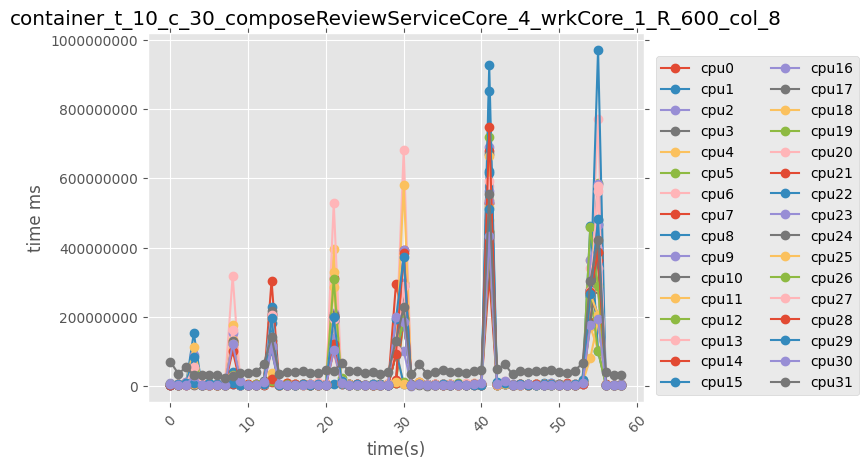 container_t_10_c_30_composeReviewServiceCore_4_wrkCore_1_R_600_col_8
1000000000
800000000
600000000
400000000
200000000
0
time ms
0
10
20
30
40
50
60
time(s)
cpu0
cpu1
cpu2
cpu3
cpu4
cpu5
cpu6
cpu7
cpu8
cpu9
cpu10
cpu11
cpu12
cpu13
cpu14
cpu15
cpu16
cpu17
cpu18
cpu19
cpu20
cpu21
cpu22
cpu23
cpu24
cpu25
cpu26
cpu27
cpu28
cpu29
cpu30
cpu31